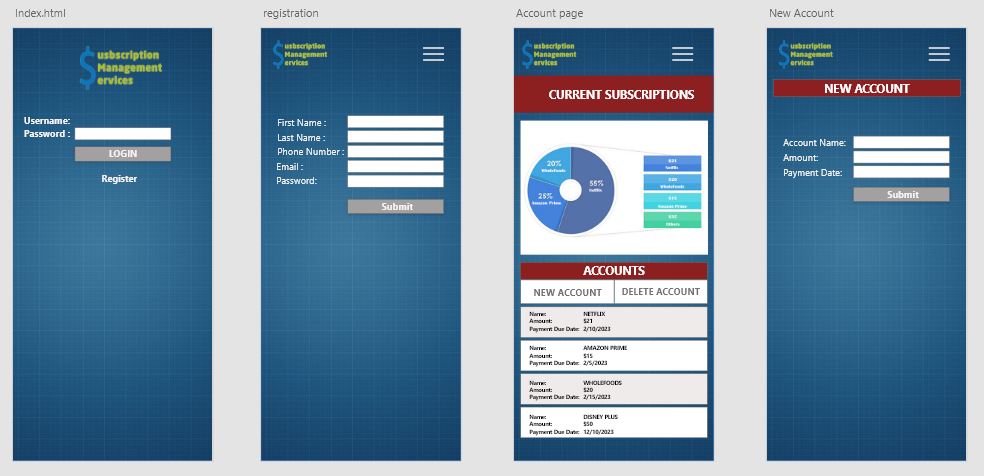 Index.html
$ usbscription
Management
ervices
Username:
Password :
LOGIN
Register
registration
$ usbscription
Management
ervices
First Name :
Last Name :
Phone Number :
Email :
Password:
Submit
Account page
$ usbscription
Management
ervices
CURRENT SUBSCRIPTIONS
20%
Wholefoods
55%
Netflix
25%
Amazon Prime
$21
Netflix
$20
Wholefoods
$15
Amazon Prime
Others
ACCOUNTS
NEW ACCOUNT
DELETE ACCOUNT
Name: NETFLIX
Amount: $21
Payment Due Date: 2/10/2023
Name: AMAZON PRIME
Amount: $15
Payment Due Date: 2/5/2023
Name: WHOLEFOODS
Amount: $20
Payment Due Date: 2/15/2023
Name: DISNEY PLUS
Amount: $50
Payment Due Date: 12/10/2023
New Account
$ usbscription
Management
ervices
NEW ACCOUNT
Account Name:
Amount:
Payment Date:
Submit